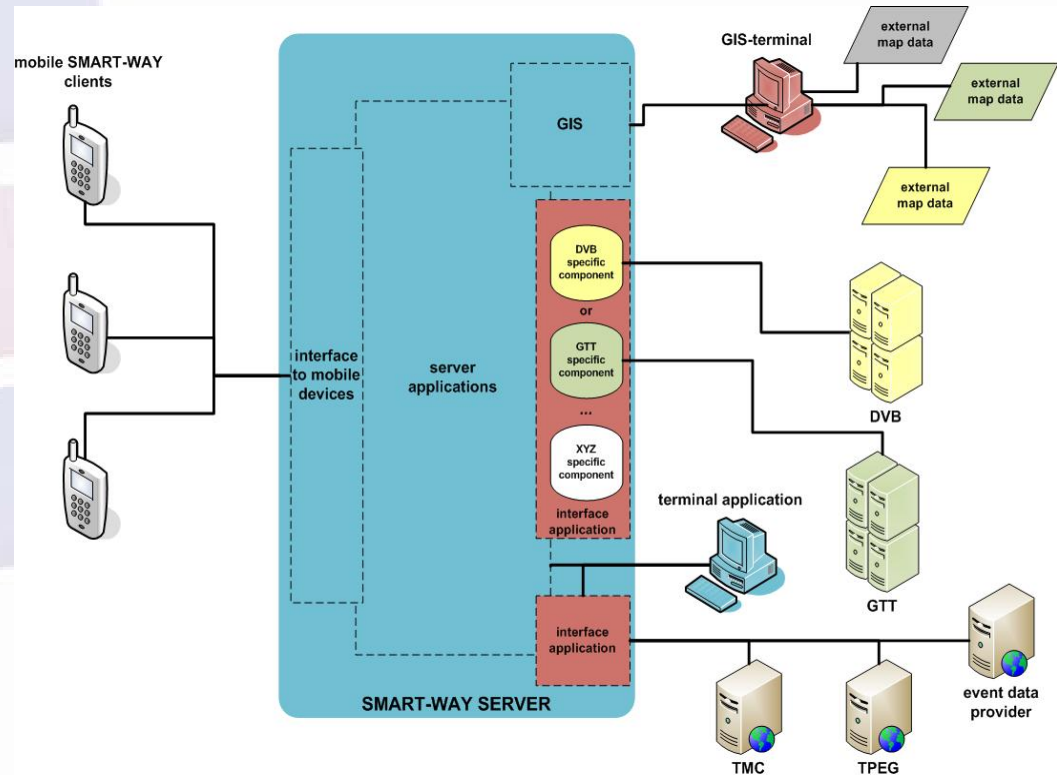 mobile SMART-WAY
clients
GIS-terminal
external
map data
external
map data
external
map data
GIS
DVB
specific
component
or
GTT
specific
component
...
XYZ
specific
component
interface
application
interface
to mobile
devices
server
applications
DVB
terminal application
GTT
interface
application
SMART-WAY SERVER
TMC
TPEG
event data
provider